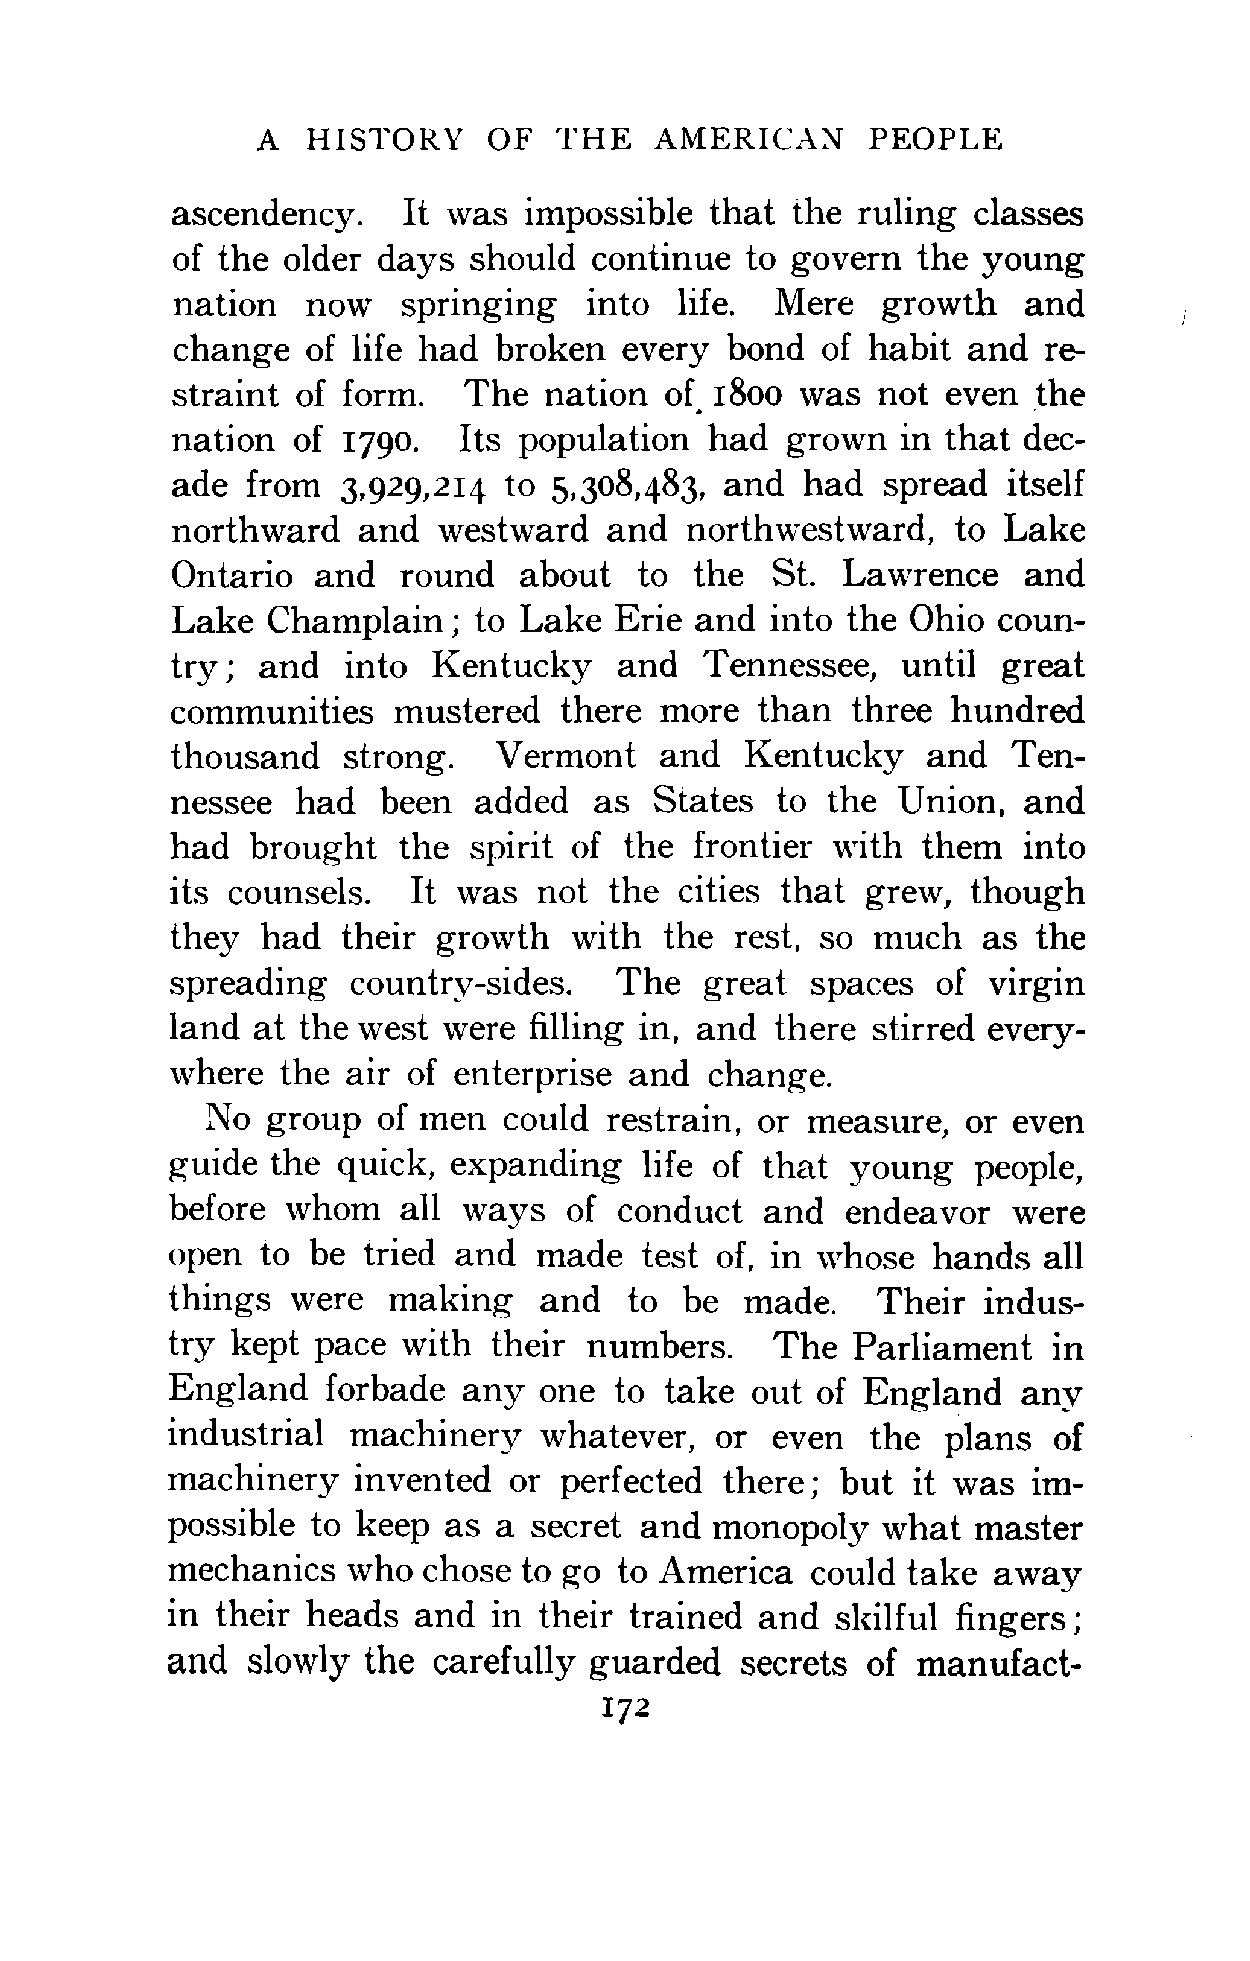 A HISTORY OF THE AMERICAN PEOPLE
ascendency. It was impossible that the ruling classes
of the older days should continue to govern the young
nation now springing into life. Mere growth and
change of life had broken every bond of habit and re-
straint of form. The nation of 1800 was not even the
nation of 1790. Its population had grown in that dec-
ade from 3,929,214 to 5,308,483, and had spread itself
northward and westward and northwestward, to Lake
Ontario and round about to the St. Lawrence and
Lake Champlain; to Lake Erie and into the Ohio coun-
try; and into Kentucky and Tennessee, until great
communities mustered there more than three hundred
thousand strong. Vermont and Kentucky and Ten-
nessee had been added as States to the Union, and
had brought the spirit of the frontier with them into
its counsels. It was not the cities that grew, though
they had their growth with the rest, so much as the
spreading country-sides. The great spaces of virgin
land at the west were filling in, and there stirred every-
where the air of enterprise and change.
No group of men could restrain, or measure, or even
guide the quick, expanding life of that young people,
before whom all ways of conduct and endeavor were
open to be tried and made test of, in whose hands all
things were making and to be made. Their indus-
try kept pace with their numbers. The Parliament in
England forbade any one to take out of England any
industrial machinery whatever, or even the plans of
machinery invented or perfected there; but it was im-
possible to keep as a secret and monopoly what master
mechanics who chose to go to America could take away
in their heads and in their trained and skilful fingers;
and slowly the carefully guarded secrets of manufact-
172